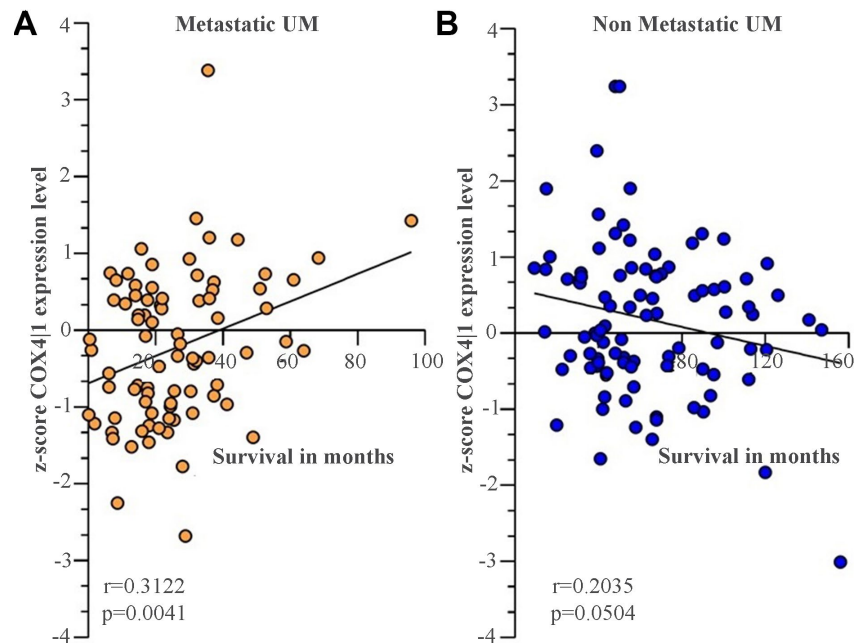 A
Metastatic UM
4
3
2
1
0
-1
-2
-3
-4
20
40
60
80
100
z-score COX4|1 expression level
Survival in months
r=0.3122
p=0.0041
B
Non Metastatic UM
4
3
2
1
0
-1
-2
-3
-4
80
120
160
z-score COX4|1 expression level
Survival in months
r=0.2035
p=0.0504